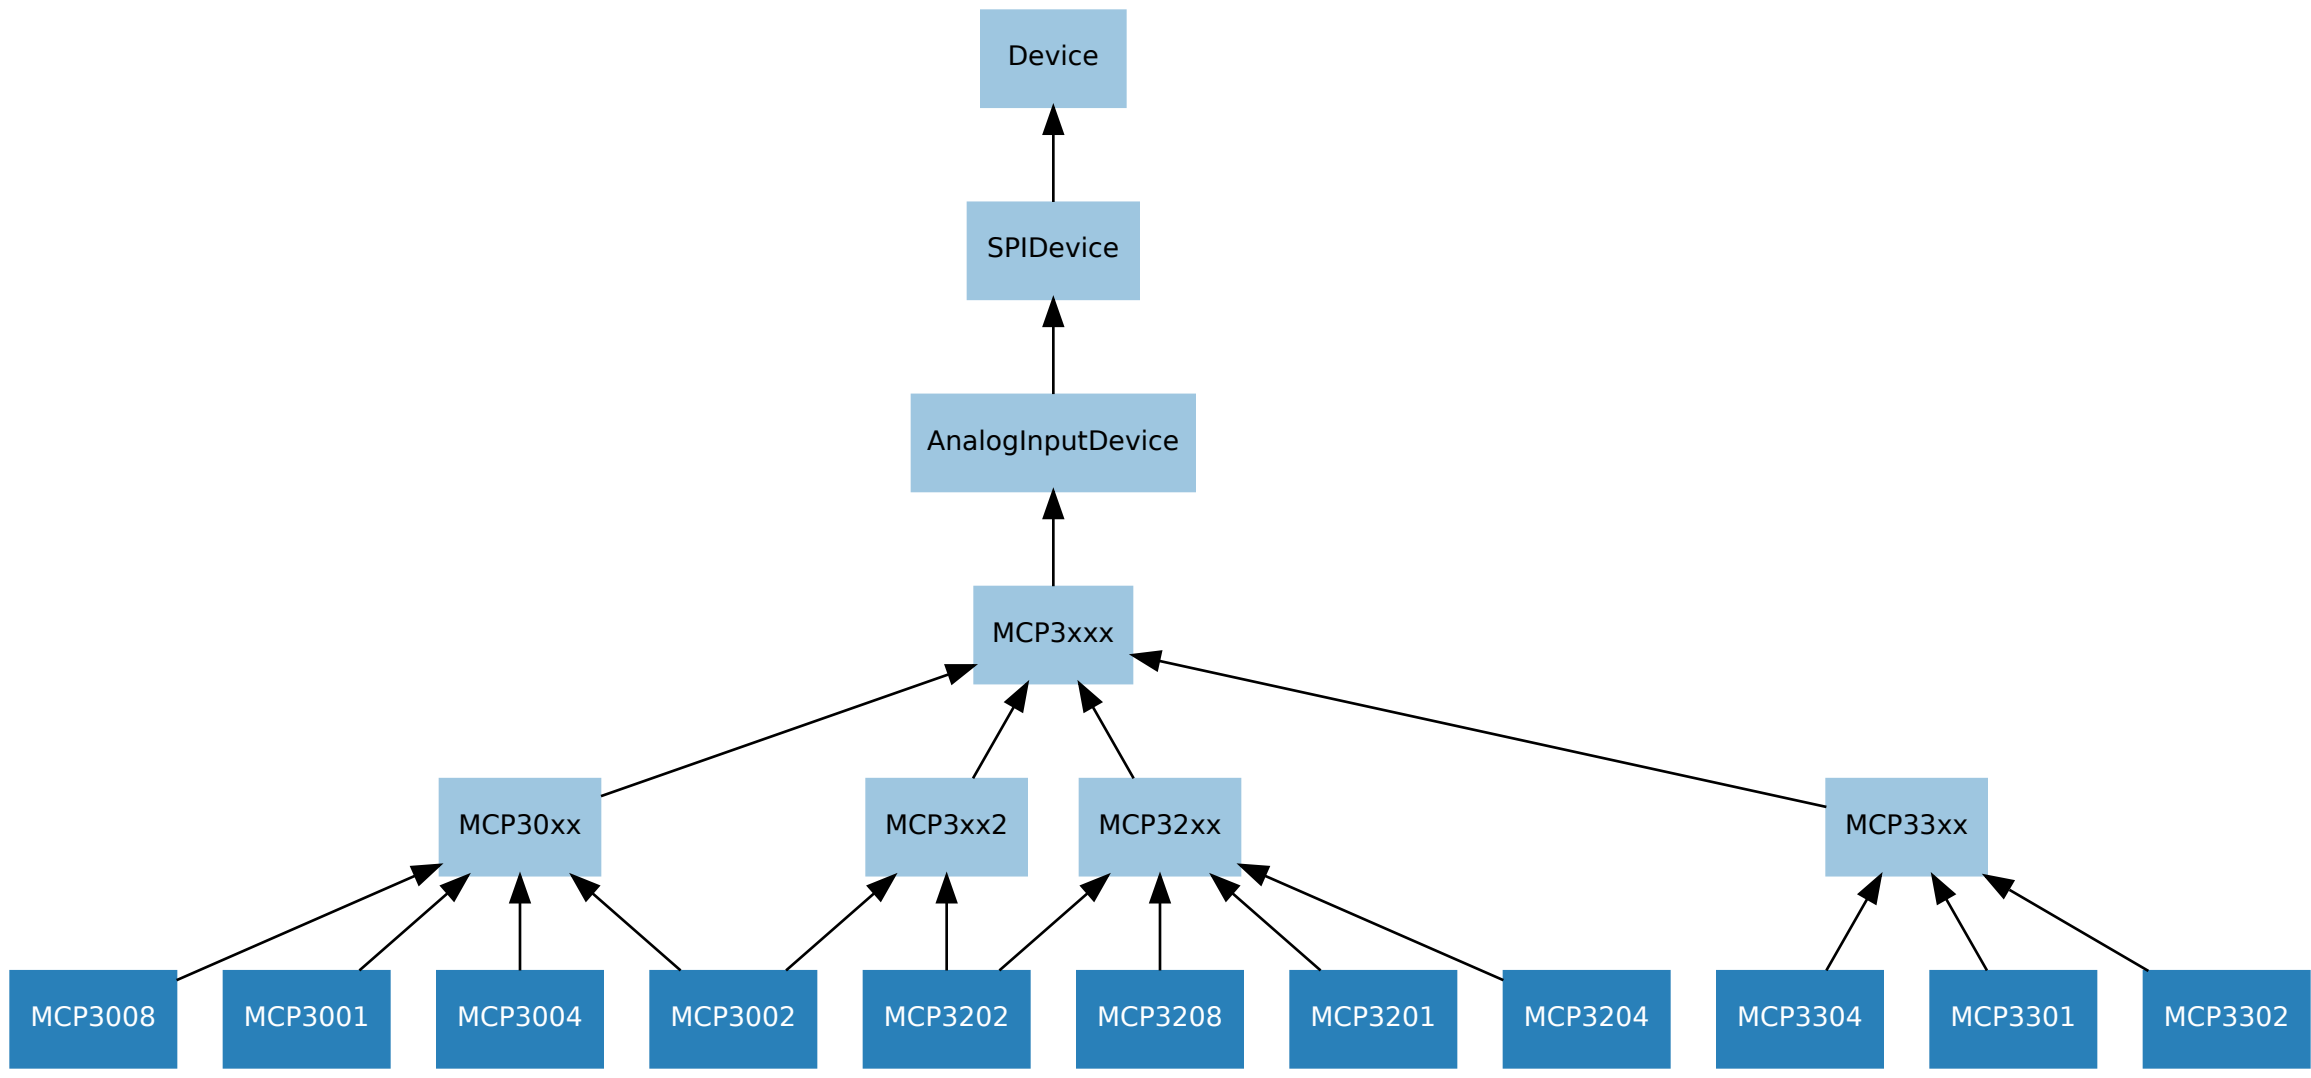 Device
SPIDevice
AnalogInputDevice
MCP3xxx
MCP30xx
MCP3xx2
MCP32xx
MCP33xx
MCP3008
MCP3001
MCP3004
MCP3002
MCP3202
MCP3208
MCP3201
MCP3204
MCP3304
MCP3301
MCP3302